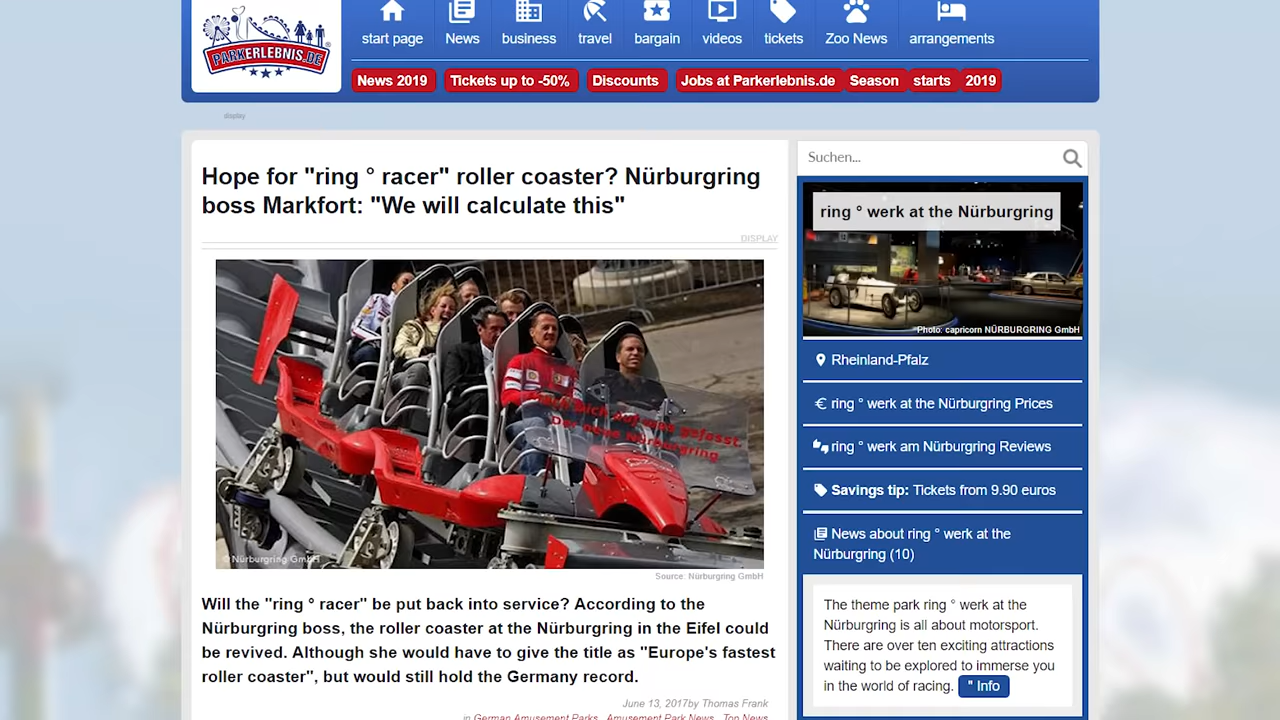 PARKERLEBNIS.DE
start page
News
business
travel
bargain
videos
tickets
Zoo News
arrangements
News 2019
Tickets up to -50%
Discounts
Jobs at Parkerlebnis.de
Season
starts
2019
display
Hope for "ring ° racer" roller coaster? Nürburgring
boss Markfort: "We will calculate this"
DISPLAY
auf was gefasst.
Der neue Nürburgring
© Nürburgring GmbH
Source: Nürburgring GmbH
Will the "ring ° racer" be put back into service? According to the
Nürburgring boss, the roller coaster at the Nürburgring in the Eifel could
be revived. Although she would have to give the title as "Europe's fastest
roller coaster", but would still hold the Germany record.
June 13, 2017by Thomas Frank
in German Amusement Parks, Amusement Park News, Top News
Suchen...
ring ° werk at the Nürburgring
Photo: capricorn NÜRBURGRING GmbH
Rheinland-Pfalz
€ ring ° werk at the Nürburgring Prices
ring ° werk am Nürburgring Reviews
Savings tip: Tickets from 9.90 euros
News about ring ° werk at the
Nürburgring (10)
The theme park ring ° werk at the
Nürburgring is all about motorsport.
There are over ten exciting attractions
waiting to be explored to immerse you
in the world of racing. " Info